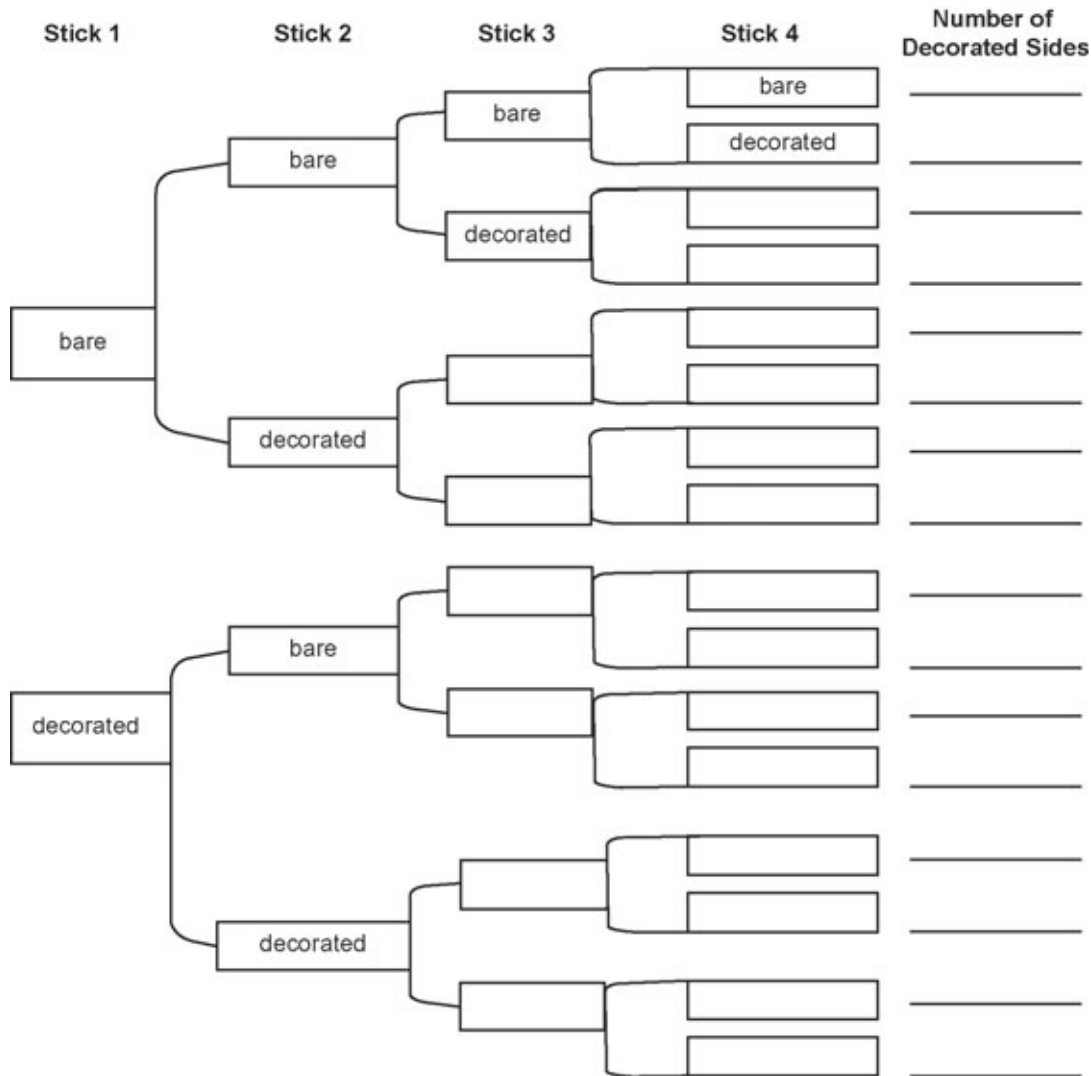 Stick 1
Stick 2
Stick 3
Stick 4
Number of
Decorated Sides
bare
bare
decorated
bare
decorated
bare
decorated
bare
decorated
decorated